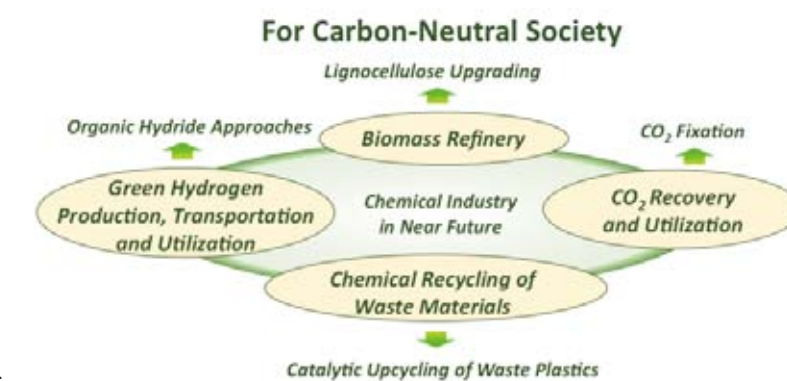 For Carbon-Neutral Society
Lignocellulose Upgrading
Organic Hydride Approaches
CO₂ Fixation
Biomass Refinery
Green Hydrogen
Production, Transportation
and Utilization
Chemical Industry
in Near Future
CO₂ Recovery
and Utilization
Chemical Recycling of
Waste Materials
Catalytic Upcycling of Waste Plastics